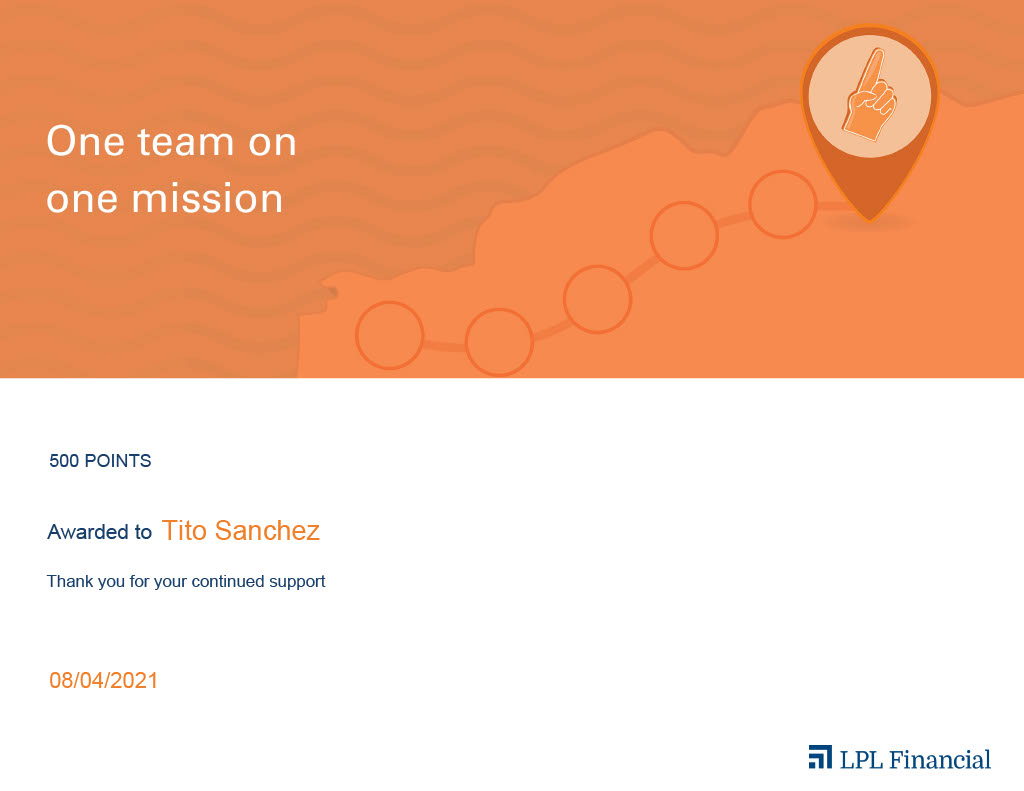 One team on
one mission
500 POINTS
Awarded to Tito Sanchez
Thank you for your continued support
08/04/2021
LPL Financial